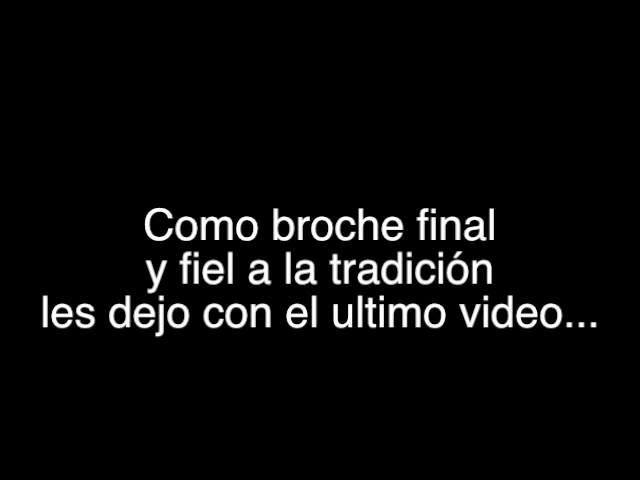 Como broche final
y fiel a la tradición
les dejo con el ultimo video...